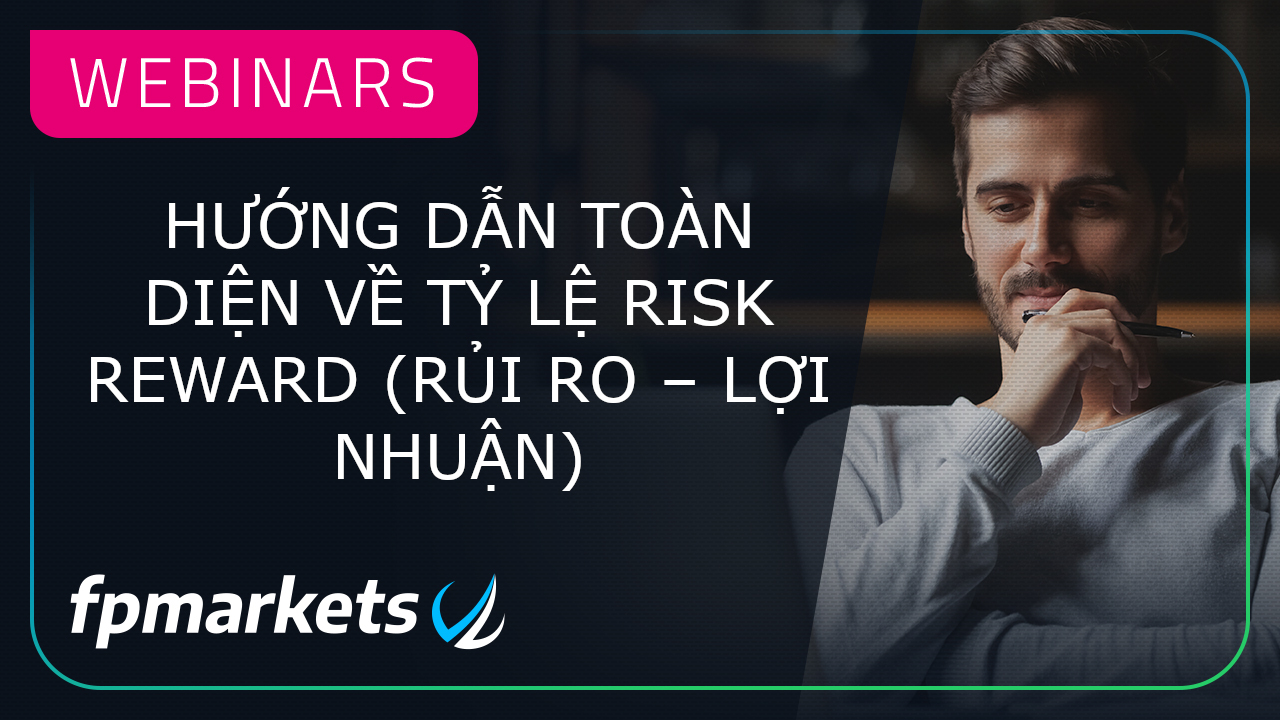 WEBINARS
HƯỚNG DẪN TOÀN
DIỆN VỀ TỶ LỆ RISK
REWARD (RỦI RO – LỢI
NHUẬN)
fpmarkets